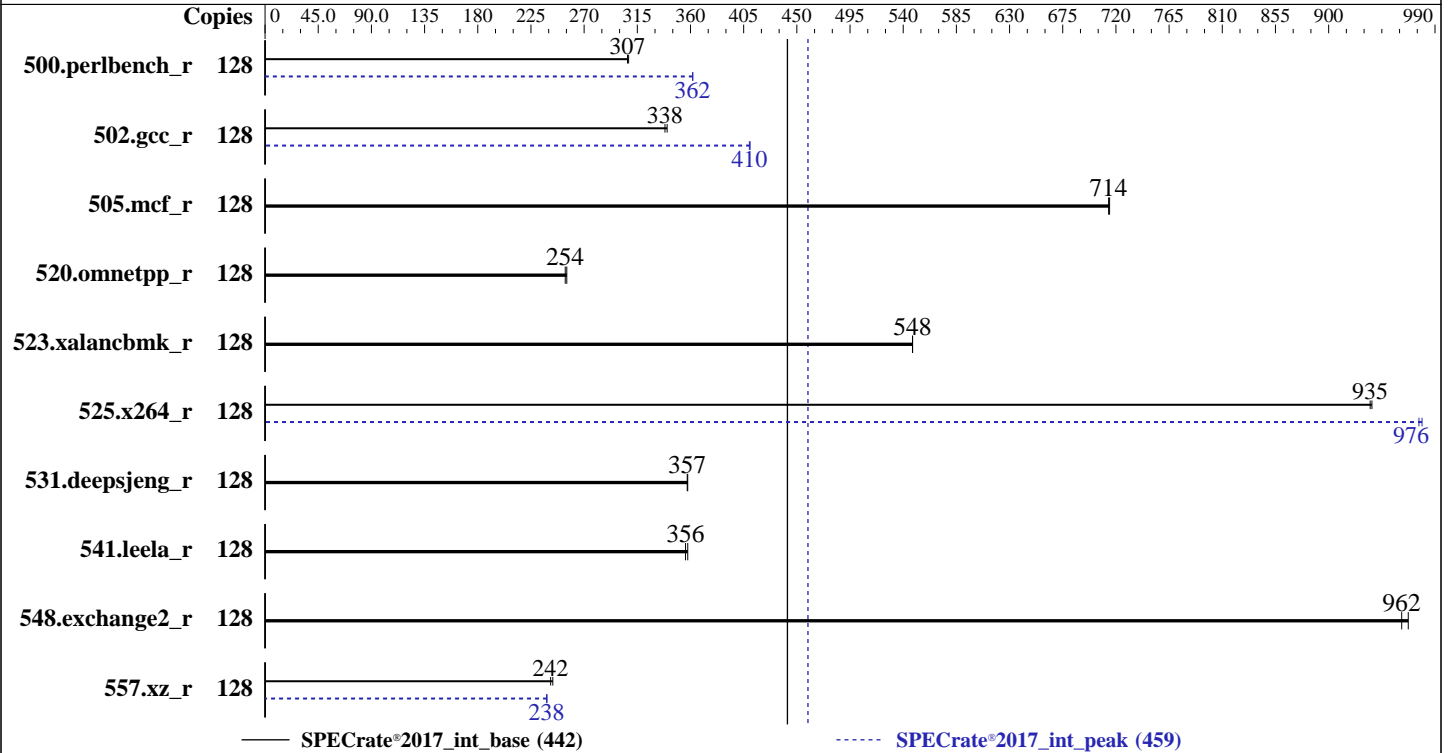 Copies 0 45.0 90.0 135 180 225 270 315 360 405 450 495 540 585 630 675 720 765 810 855 900 990
307
500.perlbench_r 128
362
338
502.gcc_r 128
410
714
505.mcf_r 128
254
520.omnetpp_r 128
548
523.xalancbmk_r 128
935
525.x264_r 128
976
357
531.deepsjeng_r 128
356
541.leela_r 128
962
548.exchange2_r 128
242
557.xz_r 128
238
SPECrate®2017_int_base (442) SPECrate®2017_int_peak (459)